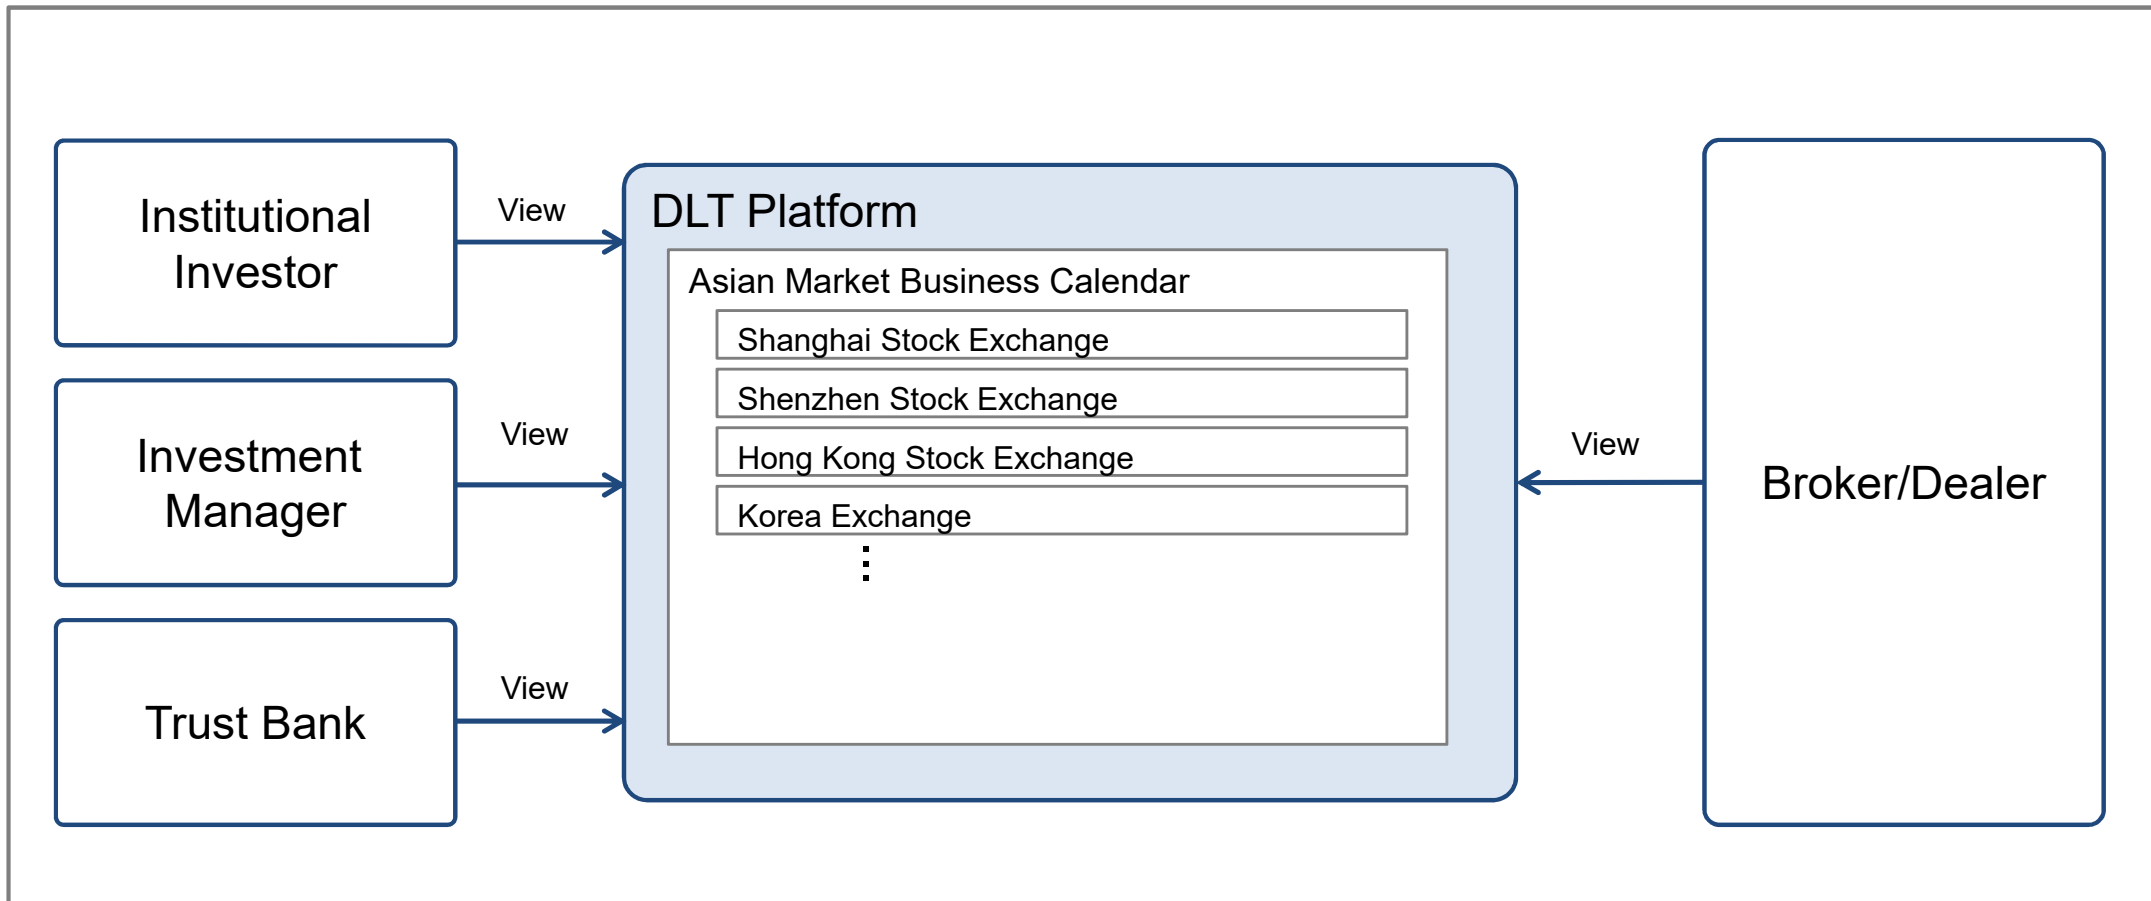 Institutional
Investor
View
Investment
Manager
View
Trust Bank
View
DLT Platform
Asian Market Business Calendar
Shanghai Stock Exchange
Shenzhen Stock Exchange
Hong Kong Stock Exchange
Korea Exchange
View
Broker/Dealer